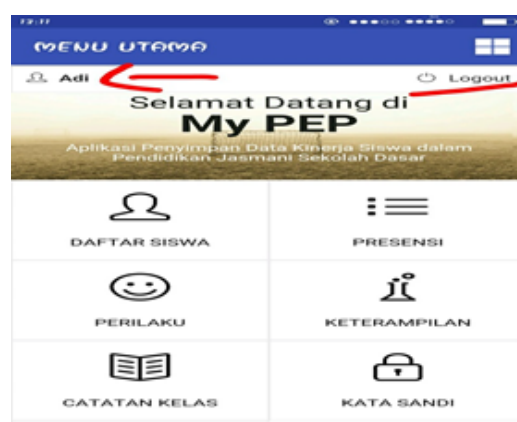 MENU UTAMA
Adi
Logout
Selamat Datang di
My PEP
Aplikasi Penyimpan Data Kinerja Siswa dalam
Pendidikan Jasmani Sekolah Dasar
DAFTAR SISWA
PRESENSI
PERILAKU
KETERAMPILAN
CATATAN KELAS
KATA SANDI